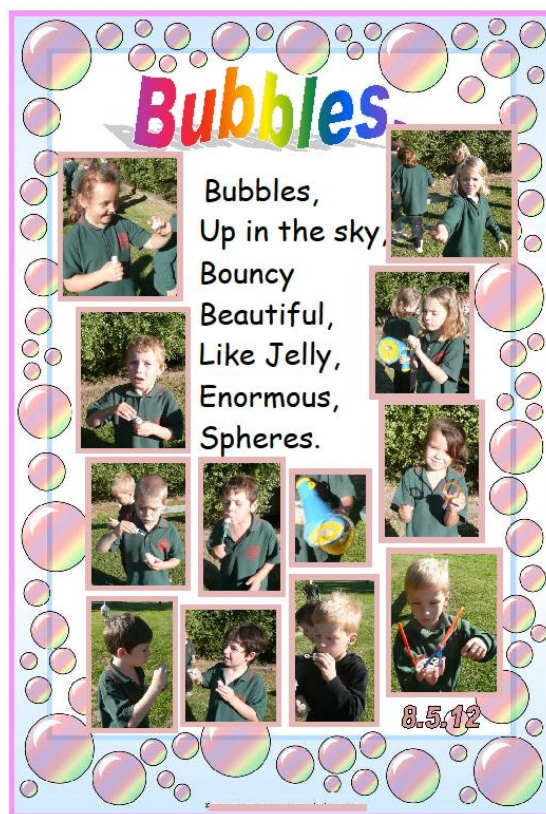 Bubbles.
Bubbles,
Up in the sky,
Bouncy
Beautiful,
Like Jelly,
Enormous,
Spheres.
8.5.12